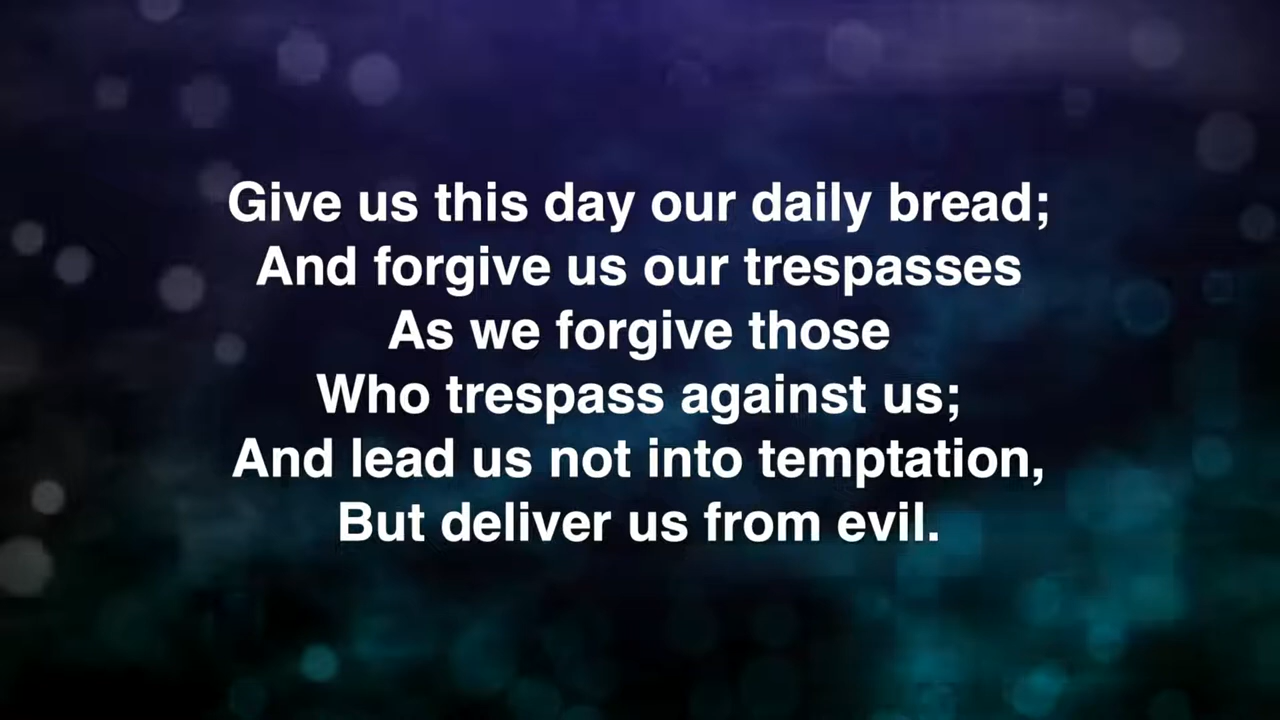 Give us this day our daily bread;
And forgive us our trespasses
As we forgive those
Who trespass against us;
And lead us not into temptation,
But deliver us from evil.